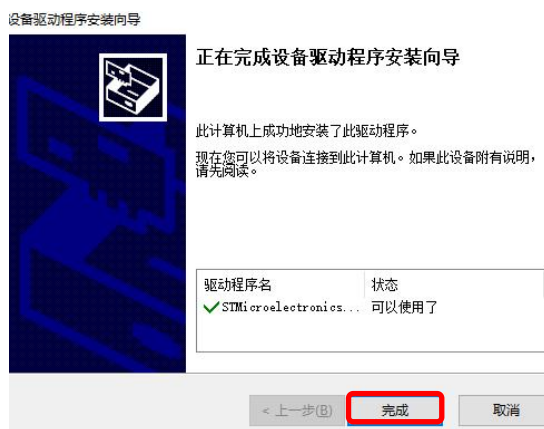 设备驱动程序安装向导
正在完成设备驱动程序安装向导
此计算机上成功地安装了此驱动程序。
现在您可以将设备连接到此计算机。如果此设备附有说明，
请先阅读。
驱动程序名 状态
STMicroelectronics... 可以使用了
< 上一步(B) 完成 取消